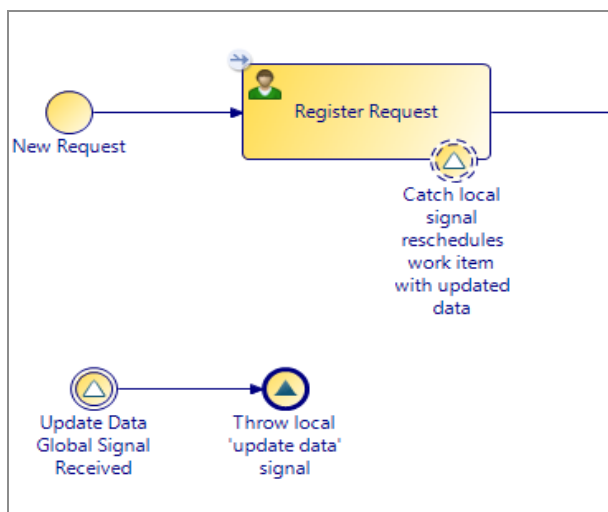 Register Request
New Request
Catch local
signal
reschedules
work item
with updated
data
Update Data
Global Signal
Received
Throw local
'update data'
signal